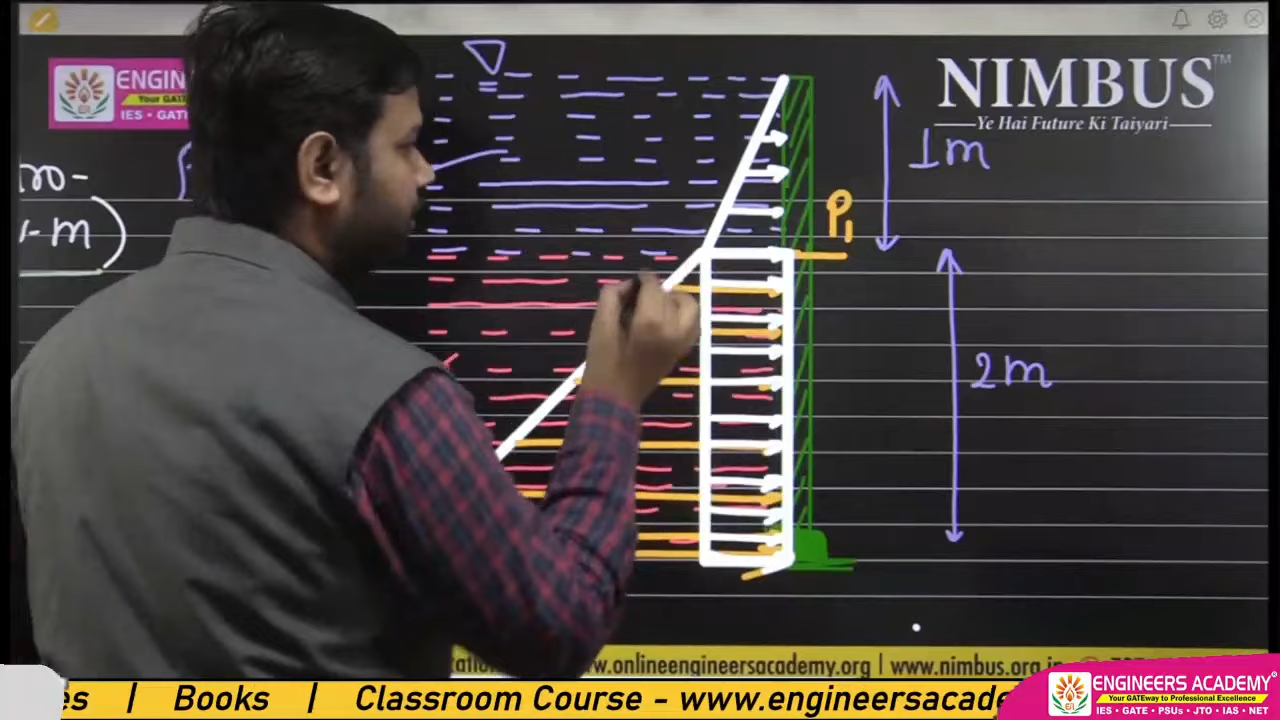 ENGIN
Your GATE
IES • GATI
NIMBUS™
Ye Hai Future Ki Taiyari
1m
-m)
P1
2m
www.onlineengineersacademy.org | www.nimbus.org.in
es | Books | Classroom Course - www.engineersacade
ENGINEERS ACADEMY
Your GATEway to Professional Excellence
IES • GATE • PSUs • JTO • IAS • NET